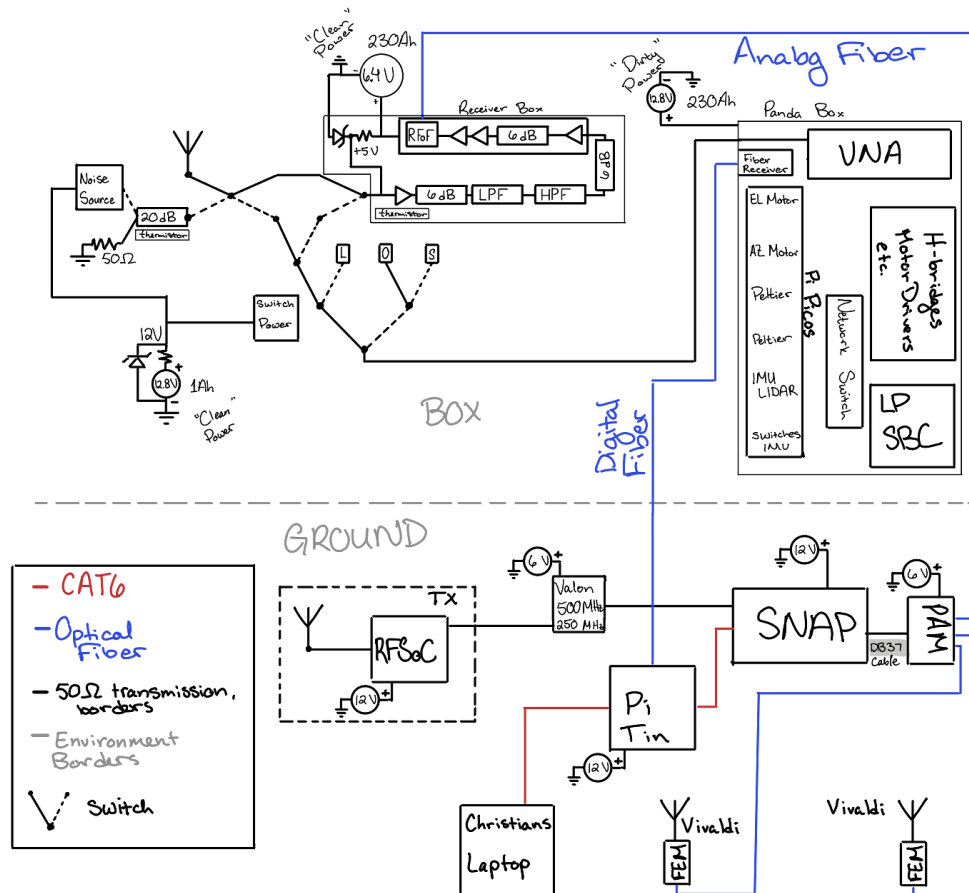 "Clean"
Power
230Ah
6.4V
-
+
"Dirty"
Power
12.8V
-
+
230Ah
Analog Fiber
Receiver Box
RFoF
6dB
+5V
6dB
thermistor
6dB
LPF
HPF
Panda Box
VNA
Fiber
Receiver
EL Motor
AZ Motor
Peltier
Peltier
IMU
LIDAR
Switches
IMU
Pi Picos
Network Switch
H-bridges
Motor Drivers
etc.
LP
SBC
Noise
Source
20dB
thermistor
50Ω
L
O
S
Switch
Power
12V
12.8V
+
-
1Ah
"Clean"
Power
BOX
Digital
Fiber
GROUND
CAT6
Optical
Fiber
50Ω transmission,
borders
Environment
Borders
Switch
TX
RFSoC
12V
+
6V
+
Valon
500MHz
250MHz
12V
+
SNAP
DB37
Cable
6V
+
PAM
Pi
Tin
12V
+
Christians
Laptop
Vivaldi
FEM
Vivaldi
FEM